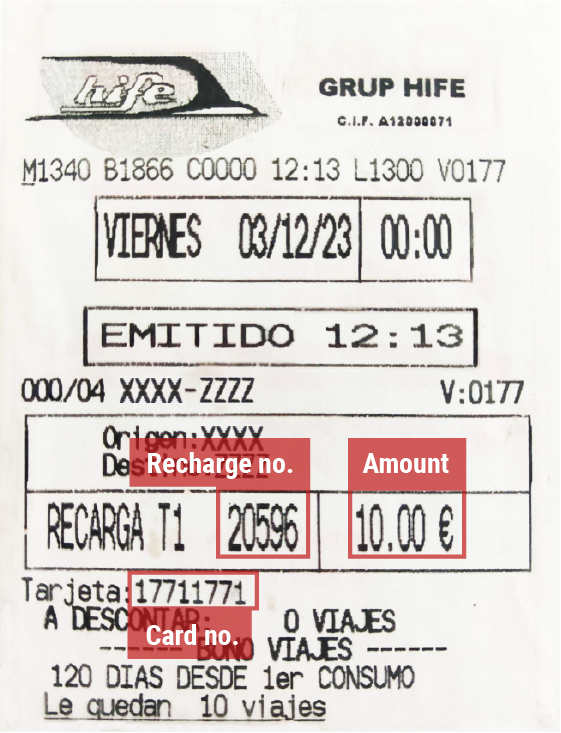 hife
GRUP HIFE
C.I.F. A12000071
M1340 B1866 C0000 12:13 L1300 V0177
VIERNES 03/12/23 00:00
EMITIDO 12:13
000/04 XXXX-ZZZZ V:0177
Origen:XXXX
Recharge no. Amount
RECARGA T1 20596 10.00 €
Tarjeta:17711771
A DESCONTAR: 0 VIAJES
Card no.
------ BONO VIAJES ------
120 DIAS DESDE 1er CONSUMO
Le quedan 10 viajes